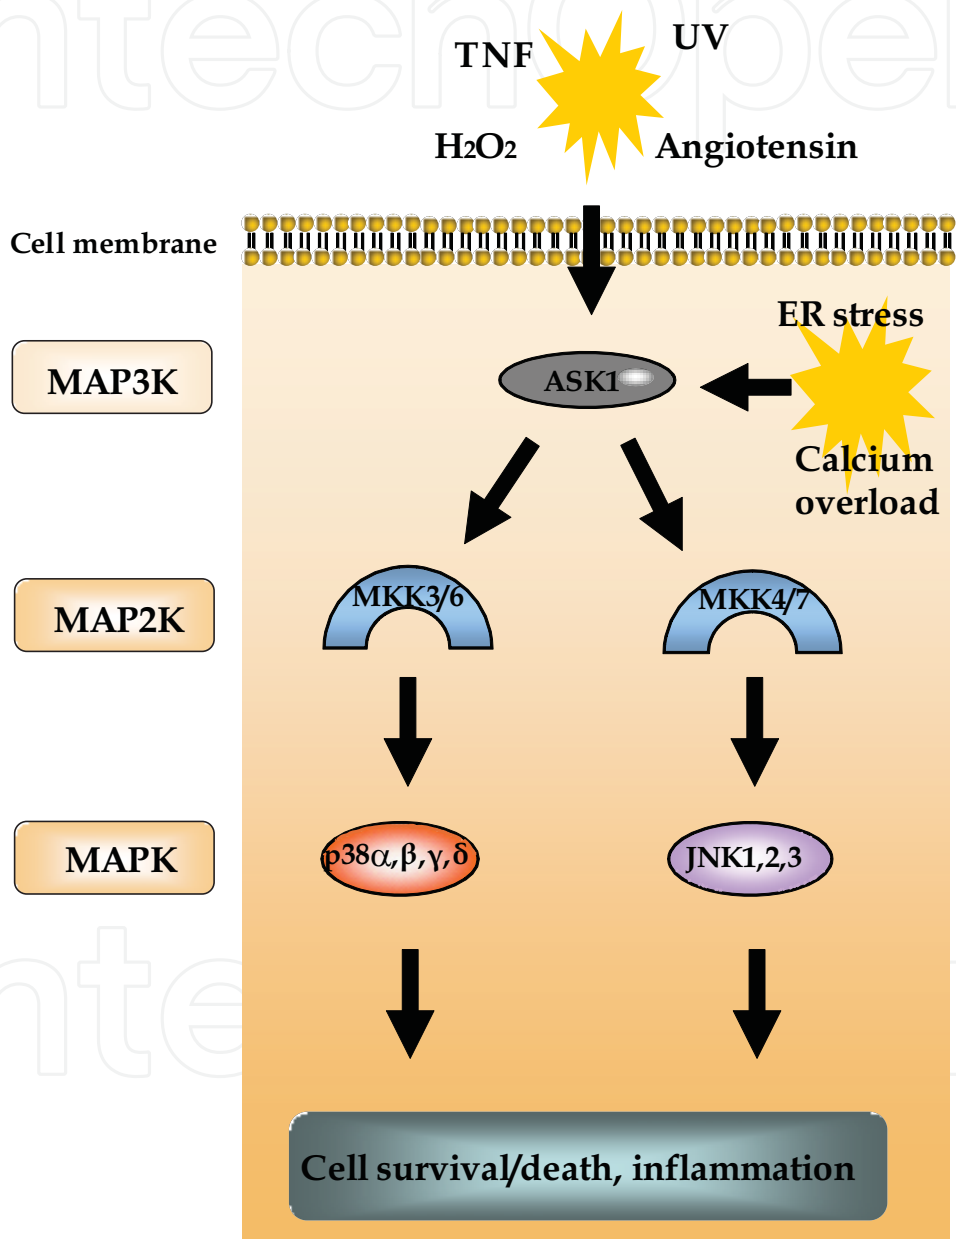 TNF
UV
H2O2
Angiotensin
Cell membrane
ER stress
MAP3K
ASK1
Calcium
overload
MAP2K
MKK3/6
MKK4/7
MAPK
p38α,β,γ,δ
JNK1,2,3
Cell survival/death, inflammation